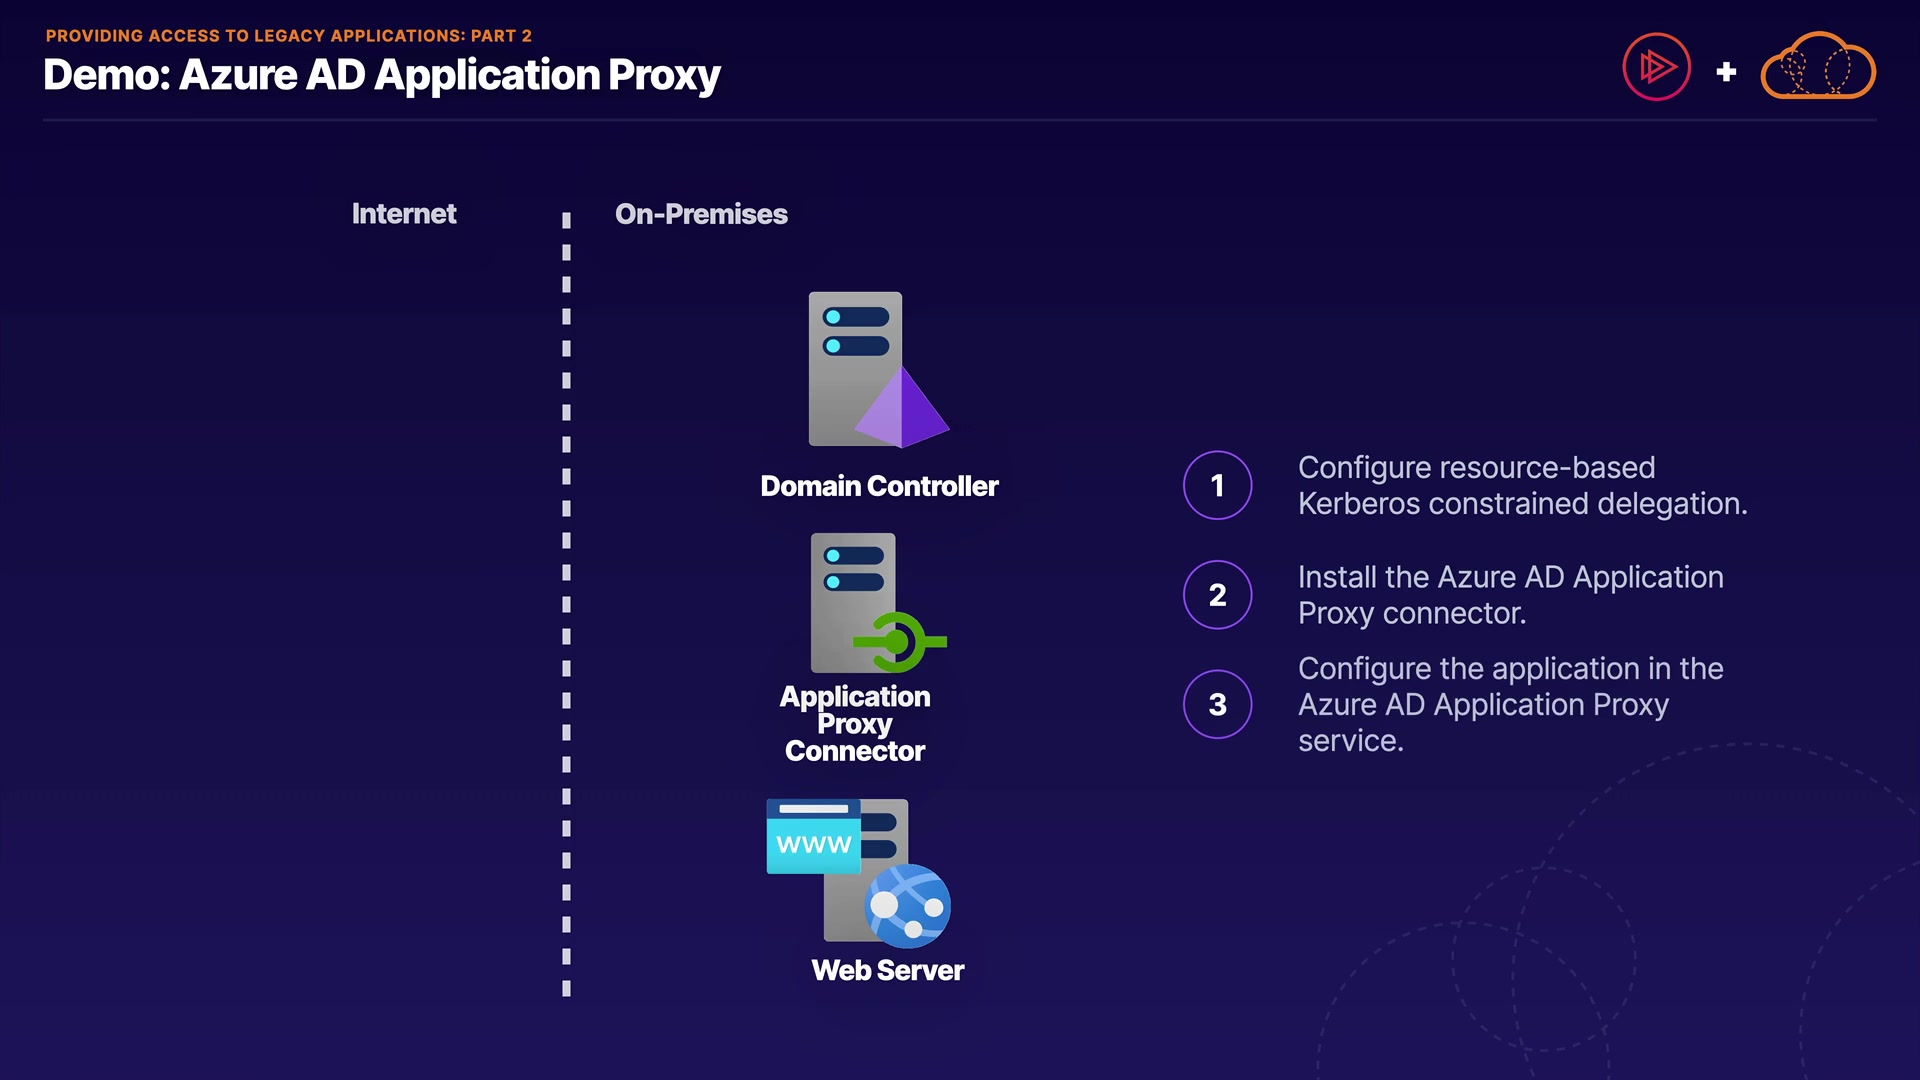 PROVIDING ACCESS TO LEGACY APPLICATIONS: PART 2
Demo: Azure AD Application Proxy
+
Internet
On-Premises
Domain Controller
Application
Proxy
Connector
WWW
Web Server
1
Configure resource-based
Kerberos constrained delegation.
2
Install the Azure AD Application
Proxy connector.
3
Configure the application in the
Azure AD Application Proxy
service.